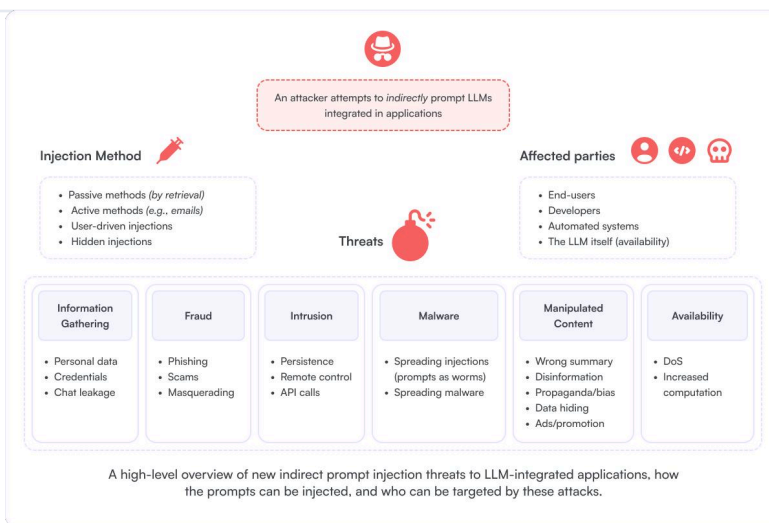 An attacker attempts to indirectly prompt LLMs
integrated in applications
Injection Method
• Passive methods (by retrieval)
• Active methods (e.g., emails)
• User-driven injections
• Hidden injections
Affected parties
• End-users
• Developers
• Automated systems
• The LLM itself (availability)
Threats
Information
Gathering
• Personal data
• Credentials
• Chat leakage
Fraud
• Phishing
• Scams
• Masquerading
Intrusion
• Persistence
• Remote control
• API calls
Malware
• Spreading injections
(prompts as worms)
• Spreading malware
Manipulated
Content
• Wrong summary
• Disinformation
• Propaganda/bias
• Data hiding
• Ads/promotion
Availability
• DoS
• Increased
computation
A high-level overview of new indirect prompt injection threats to LLM-integrated applications, how
the prompts can be injected, and who can be targeted by these attacks.